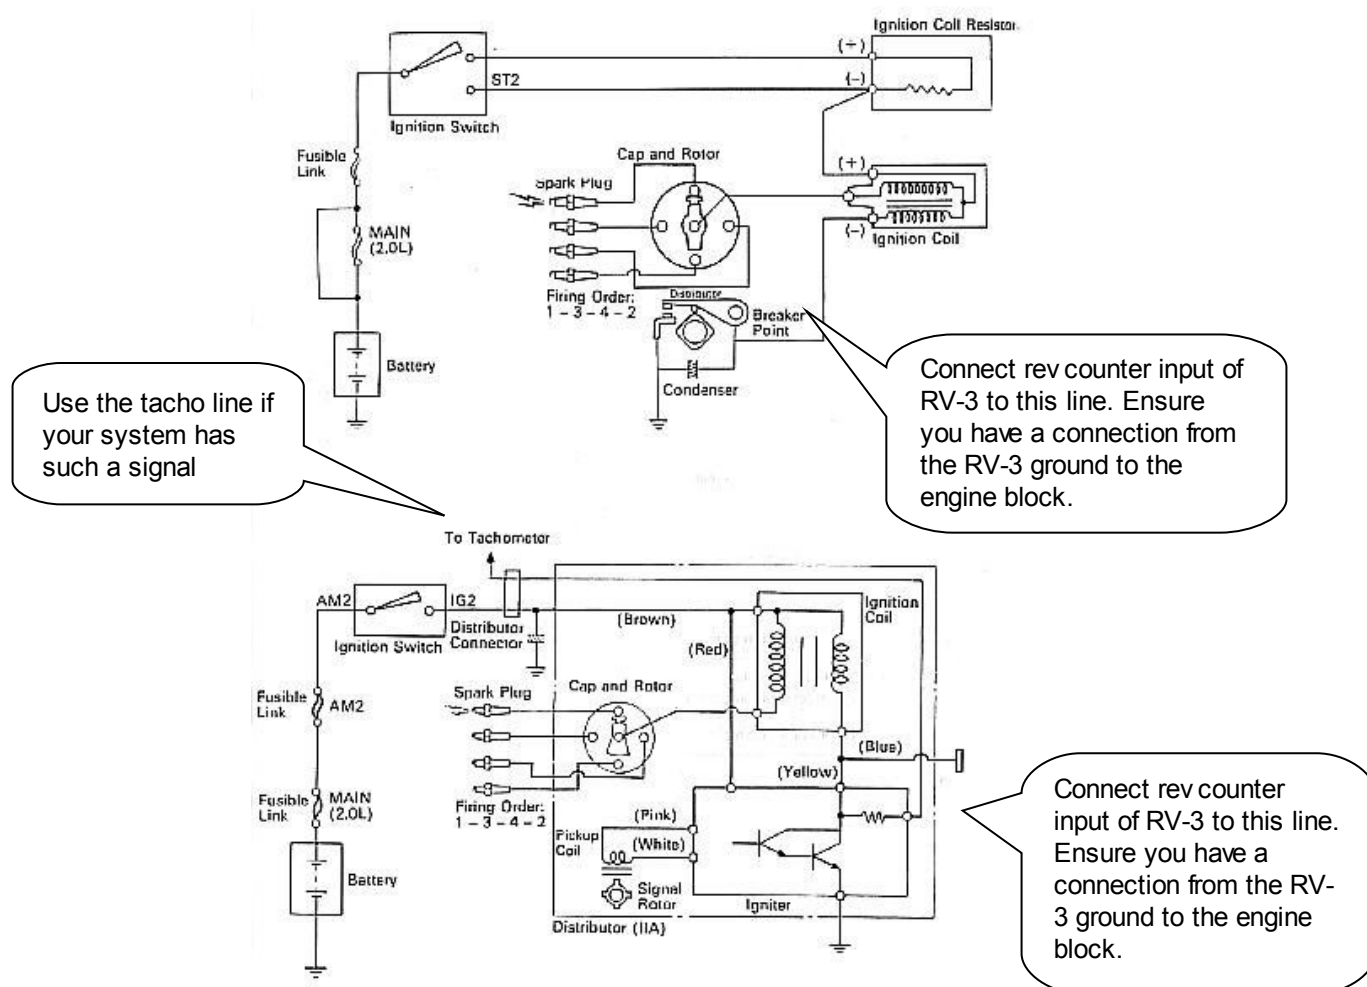 Ignition Coil Resistor
(+)
(-)
ST2
Ignition Switch
Fusible
Link
Cap and Rotor
(+)
Spark Plug
MAIN
(2.0L)
(-)
Ignition Coil
Firing Order:
1 - 3 - 4 - 2
Distributor
Breaker
Point
Battery
Condenser
Connect rev counter input of
RV-3 to this line. Ensure
you have a connection from
the RV-3 ground to the
engine block.
Use the tacho line if
your system has
such a signal
To Tachometer
AM2
IG2
Ignition Switch
Distributor
Connector
(Brown)
Ignition
Coil
(Red)
Fusible
Link
AM2
Spark Plug
Cap and Rotor
(Blue)
(Yellow)
Fusible
Link
MAIN
(2.0L)
Firing Order:
1 - 3 - 4 - 2
(Pink)
Pickup
Coil
(White)
Battery
Signal
Rotor
Igniter
Distributor (IIA)
Connect rev counter
input of RV-3 to this line.
Ensure you have a
connection from the RV-
3 ground to the engine
block.